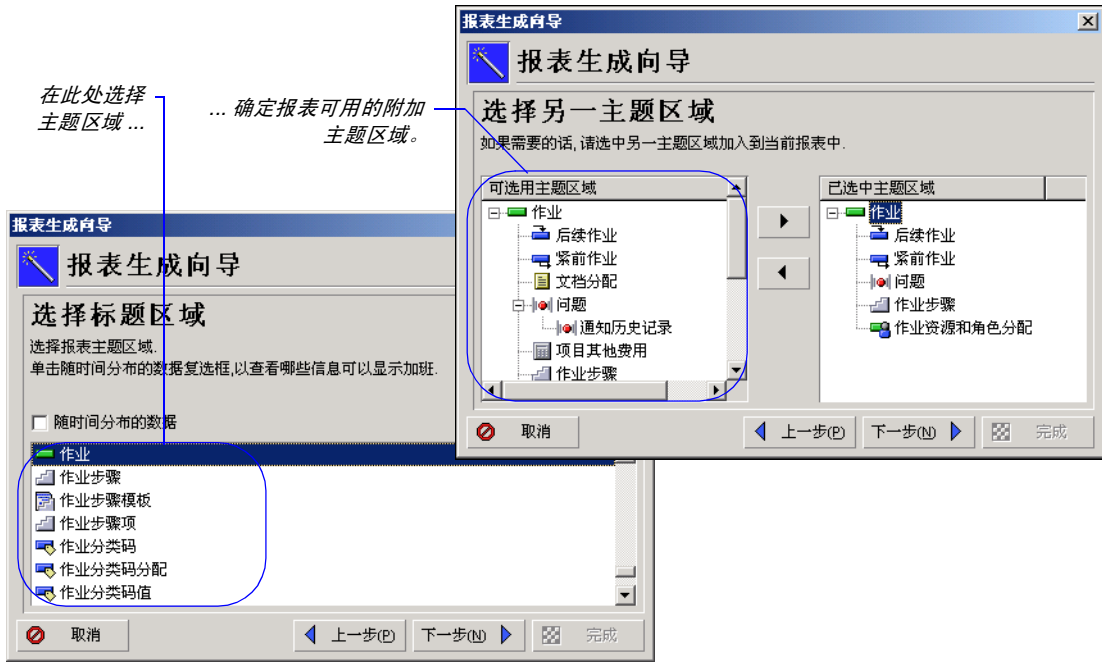 在此处选择
主题区域 ...
... 确定报表可用的附加
主题区域。
报表生成向导
报表生成向导
选择另一主题区域
如果需要的话, 请选中另一主题区域加入到当前报表中.
可选用主题区域
作业
后续作业
紧前作业
文档分配
问题
通知历史记录
项目其他费用
作业步骤
已选中主题区域
作业
后续作业
紧前作业
问题
作业步骤
作业资源和角色分配
取消
上一步(P)
下一步(N)
完成
报表生成向导
报表生成向导
选择标题区域
选择报表主题区域.
单击随时间分布的数据复选框,以查看哪些信息可以显示加班.
随时间分布的数据
作业
作业步骤
作业步骤模板
作业步骤项
作业分类码
作业分类码分配
作业分类码值
取消
上一步(P)
下一步(N)
完成